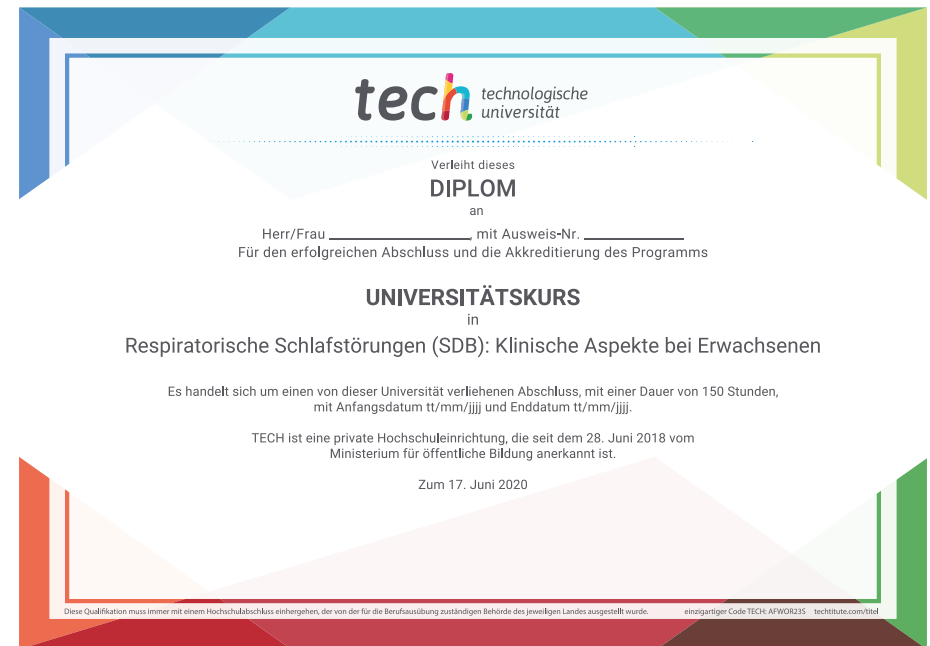 tech technologische
universität
Verleiht dieses
DIPLOM
an
Herr/Frau ____________________, mit Ausweis-Nr. ______________
Für den erfolgreichen Abschluss und die Akkreditierung des Programms
UNIVERSITÄTSKURS
in
Respiratorische Schlafstörungen (SDB): Klinische Aspekte bei Erwachsenen
Es handelt sich um einen von dieser Universität verliehenen Abschluss, mit einer Dauer von 150 Stunden,
mit Anfangsdatum tt/mm/jjjj und Enddatum tt/mm/jjjj.
TECH ist eine private Hochschuleinrichtung, die seit dem 28. Juni 2018 vom
Ministerium für öffentliche Bildung anerkannt ist.
Zum 17. Juni 2020
Diese Qualifikation muss immer mit einem Hochschulabschluss einhergehen, der von der für die Berufsausübung zuständigen Behörde des jeweiligen Landes ausgestellt wurde. einzigartiger Code TECH: AFWOR23S techtitute.com/titel